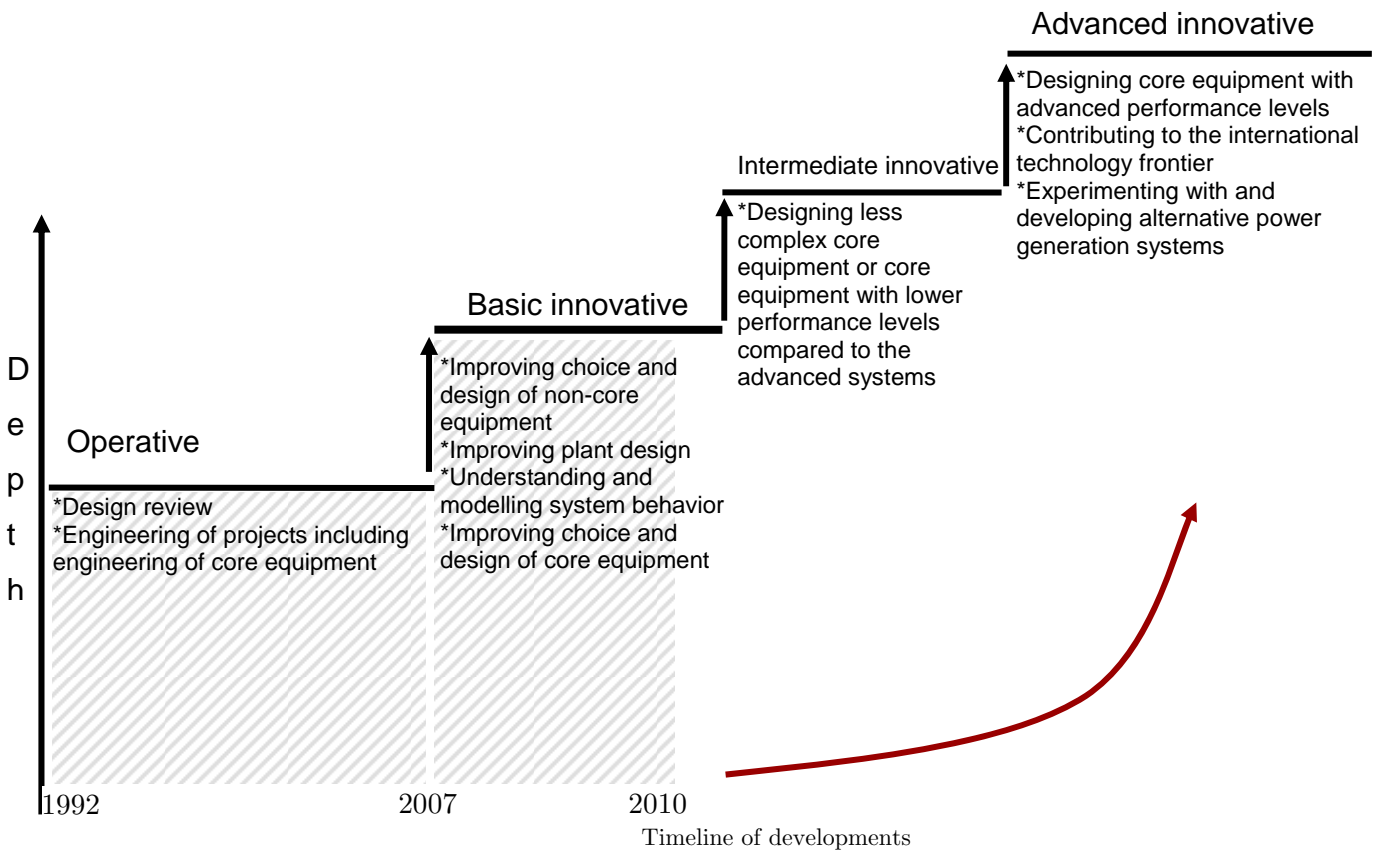 Advanced innovative
*Designing core equipment with
advanced performance levels
*Contributing to the international
technology frontier
*Experimenting with and
developing alternative power
generation systems
Intermediate innovative
*Designing less
complex core
equipment or core
equipment with lower
performance levels
compared to the
advanced systems
Basic innovative
*Improving choice and
design of non-core
equipment
*Improving plant design
*Understanding and
modelling system behavior
*Improving choice and
design of core equipment
Operative
*Design review
*Engineering of projects including
engineering of core equipment
D
e
p
t
h
1992 2007 2010
Timeline of developments